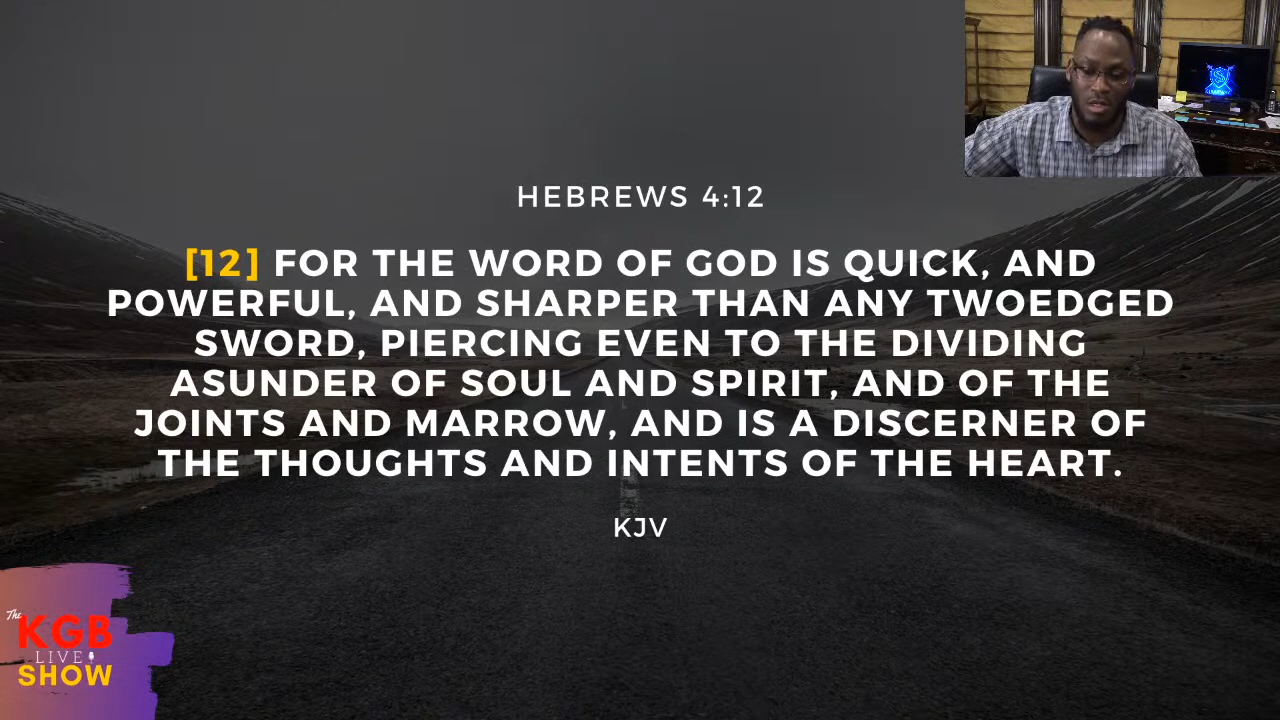 HEBREWS 4:12
[12] FOR THE WORD OF GOD IS QUICK, AND
POWERFUL, AND SHARPER THAN ANY TWOEDGED
SWORD, PIERCING EVEN TO THE DIVIDING
ASUNDER OF SOUL AND SPIRIT, AND OF THE
JOINTS AND MARROW, AND IS A DISCERNER OF
THE THOUGHTS AND INTENTS OF THE HEART.
KJV
The
KGB
LIVE
SHOW